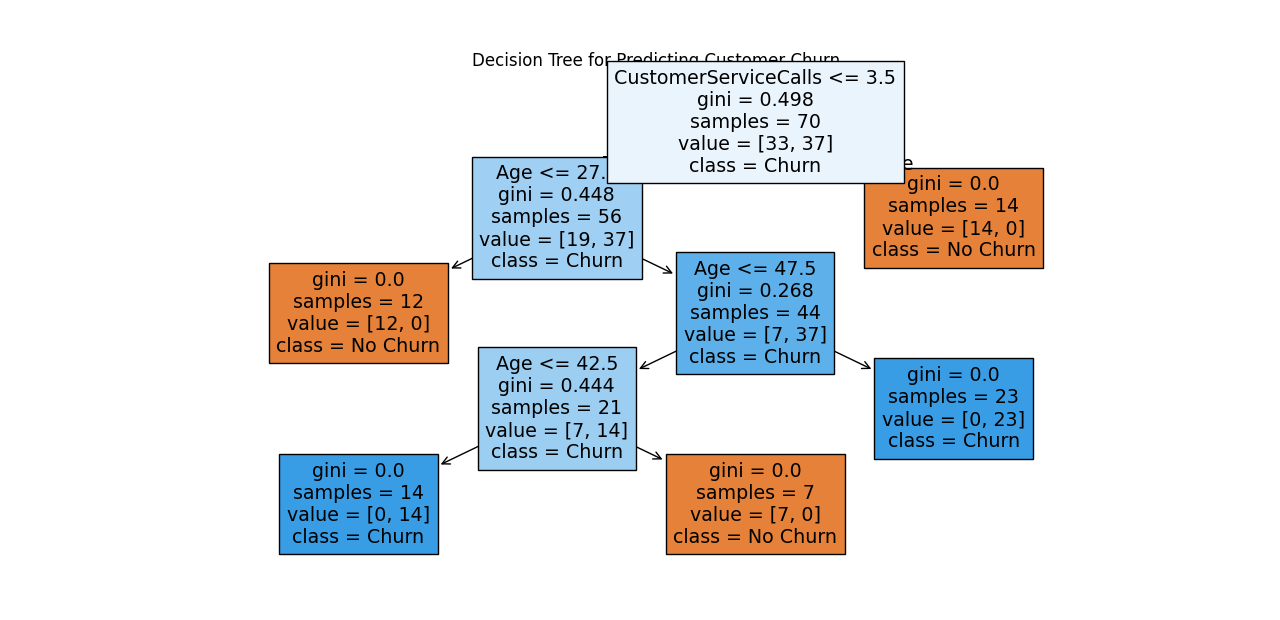 Decision Tree for Predicting Customer Churn
CustomerServiceCalls <= 3.5
gini = 0.498
samples = 70
value = [33, 37]
class = Churn
Age <= 27.
gini = 0.448
samples = 56
value = [19, 37]
class = Churn
gini = 0.0
samples = 14
value = [14, 0]
class = No Churn
gini = 0.0
samples = 12
value = [12, 0]
class = No Churn
Age <= 47.5
gini = 0.268
samples = 44
value = [7, 37]
class = Churn
Age <= 42.5
gini = 0.444
samples = 21
value = [7, 14]
class = Churn
gini = 0.0
samples = 23
value = [0, 23]
class = Churn
gini = 0.0
samples = 14
value = [0, 14]
class = Churn
gini = 0.0
samples = 7
value = [7, 0]
class = No Churn